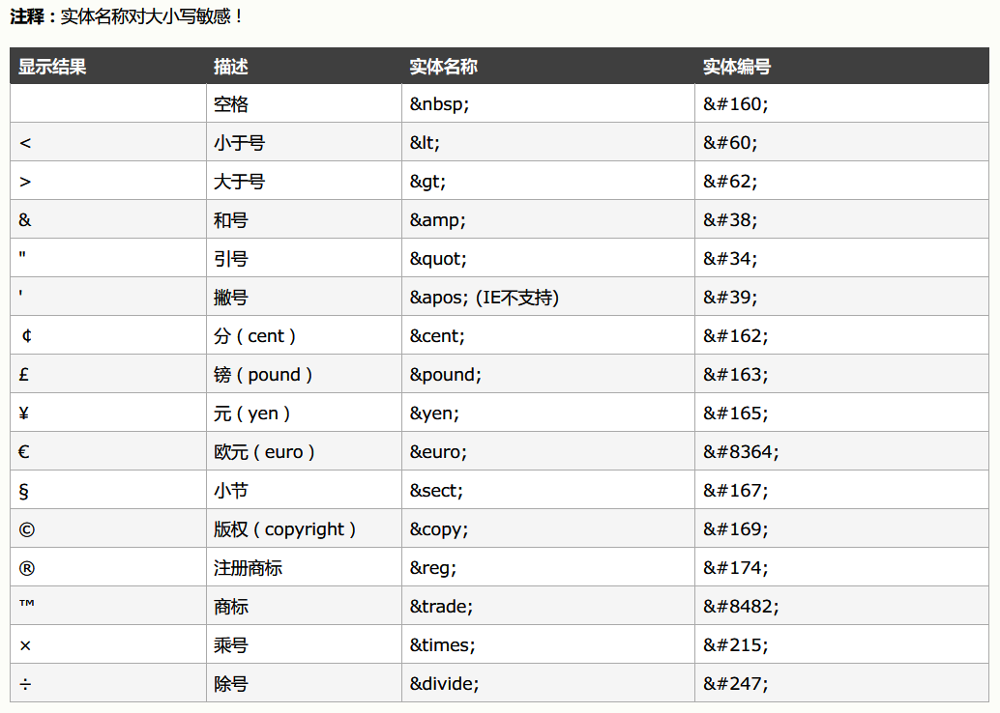 注释：实体名称对大小写敏感！
显示结果 描述 实体名称 实体编号
空格 &nbsp; &#160;
< 小于号 &lt; &#60;
> 大于号 &gt; &#62;
& 和号 &amp; &#38;
" 引号 &quot; &#34;
' 撇号 &apos; (IE不支持) &#39;
￠ 分（cent） &cent; &#162;
£ 镑（pound） &pound; &#163;
¥ 元（yen） &yen; &#165;
€ 欧元（euro） &euro; &#8364;
§ 小节 &sect; &#167;
© 版权（copyright） &copy; &#169;
® 注册商标 &reg; &#174;
™ 商标 &trade; &#8482;
× 乘号 &times; &#215;
÷ 除号 &divide; &#247;